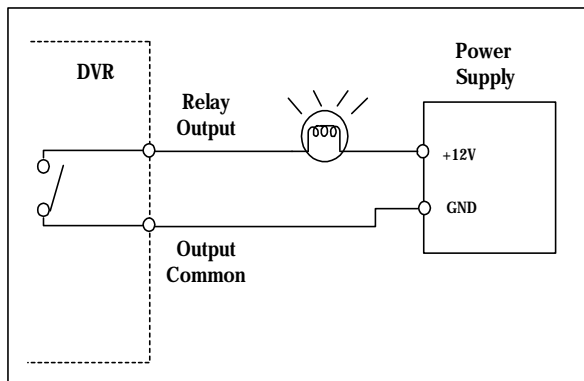 DVR
Relay
Output
Power
Supply
+12V
GND
Output
Common